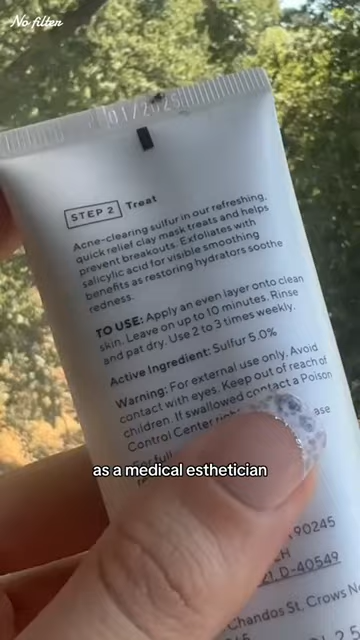 No filter
01/2025
STEP 2 Treat
Acne-clearing sulfur in our refreshing,
quick relief clay mask treats and helps
prevent breakouts. Exfoliates with
salicylic acid for visible smoothing
benefits as restoring hydrators soothe
redness.
TO USE: Apply an even layer onto clean
skin. Leave on up to 10 minutes. Rinse
and pat dry. Use 2 to 3 times weekly.
Active Ingredient: Sulfur 5.0%
Warning: For external use only. Avoid
contact with eyes. Keep out of reach of
children. If swallowed contact a Poison
Control Center
as a medical esthetician
190245
D-40549
Chandos St, Crows